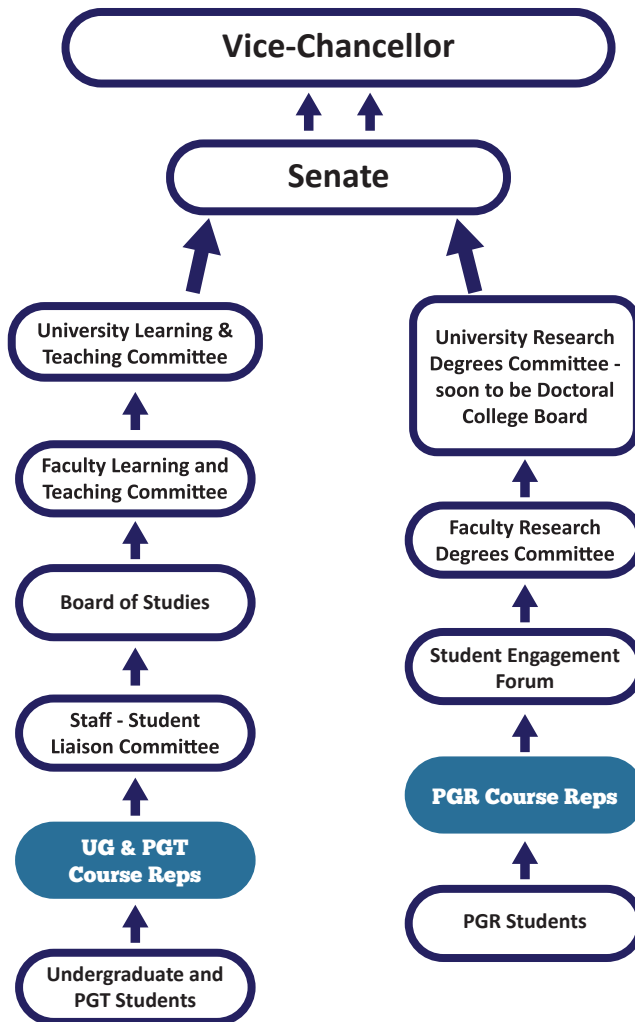 Vice-Chancellor
Senate
University Learning &
Teaching Committee
Faculty Learning and
Teaching Committee
Board of Studies
Staff - Student
Liaison Committee
UG & PGT
Course Reps
Undergraduate and
PGT Students
University Research
Degrees Committee -
soon to be Doctoral
College Board
Faculty Research
Degrees Committee
Student Engagement
Forum
PGR Course Reps
PGR Students